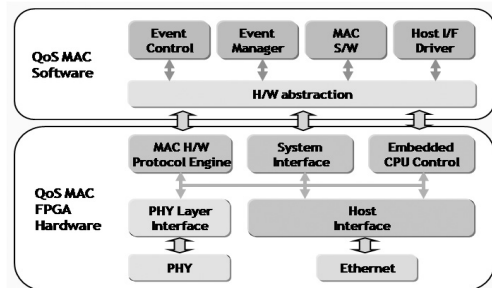 QoS MAC
Software
Event
Control
Event
Manager
MAC
S/W
Host I/F
Driver
H/W abstraction
QoS MAC
FPGA
Hardware
MAC H/W
Protocol Engine
System
Interface
Embedded
CPU Control
PHY Layer
Interface
Host
Interface
PHY
Ethernet